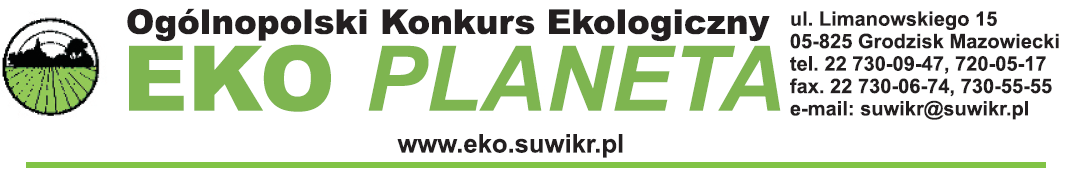 Ogólnopolski Konkurs Ekologiczny
EKO PLANETA
ul. Limanowskiego 15
05-825 Grodzisk Mazowiecki
tel. 22 730-09-47, 720-05-17
fax. 22 730-06-74, 730-55-55
e-mail: suwikr@suwikr.pl
www.eko.suwikr.pl